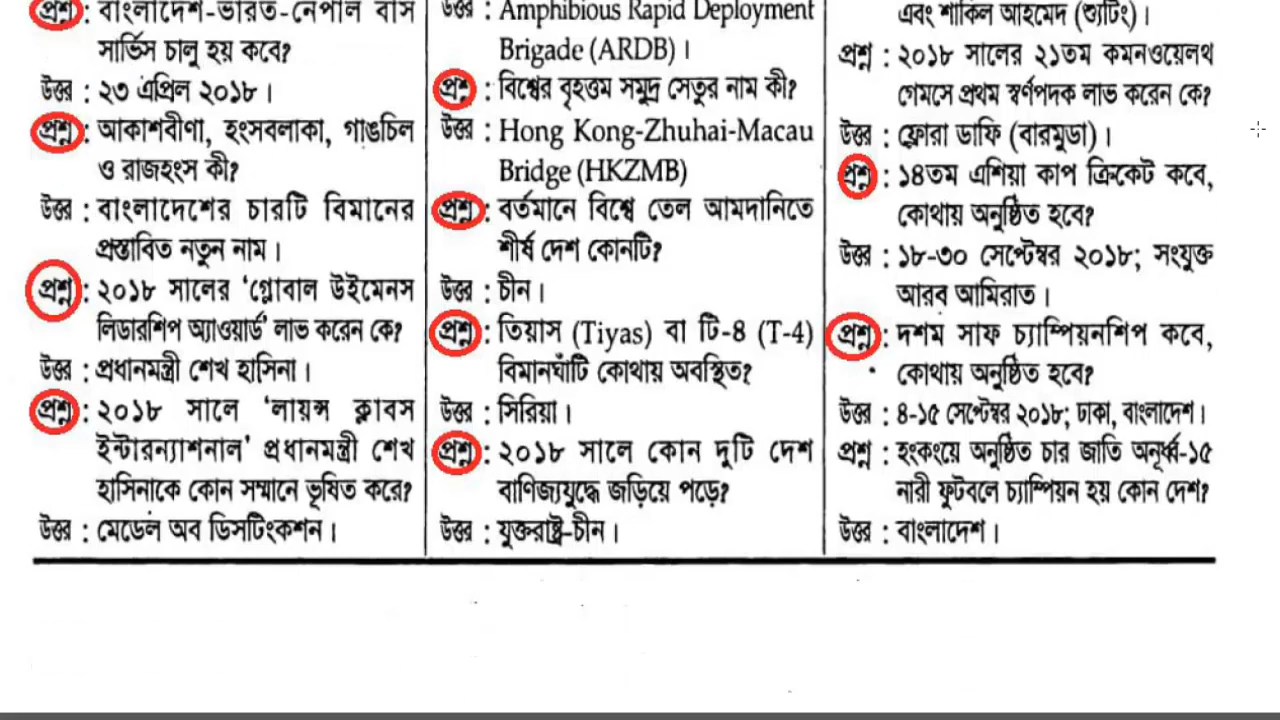 প্রশ্ন : বাংলাদেশ-ভারত-নেপাল বাস
সার্ভিস চালু হয় কবে?
উত্তর : ২৩ এপ্রিল ২০১৮।
প্রশ্ন : আকাশবীণা, হংসবলাকা, গাঙচিল
ও রাজহংস কী?
উত্তর : বাংলাদেশের চারটি বিমানের
প্রস্তাবিত নতুন নাম।
প্রশ্ন : ২০১৮ সালের ‘গ্লোবাল উইমেনস
লিডারশিপ অ্যাওয়ার্ড’ লাভ করেন কে?
উত্তর : প্রধানমন্ত্রী শেখ হাসিনা।
প্রশ্ন : ২০১৮ সালে ‘লায়ন্স ক্লাবস
ইন্টারন্যাশনাল’ প্রধানমন্ত্রী শেখ
হাসিনাকে কোন সম্মানে ভূষিত করে?
উত্তর : মেডেল অব ডিসটিংকশন।
উত্তর : Amphibious Rapid Deployment
Brigade (ARDB)।
প্রশ্ন : বিশ্বের বৃহত্তম সমুদ্র সেতুর নাম কী?
উত্তর : Hong Kong-Zhuhai-Macau
Bridge (HKZMB)
প্রশ্ন : বর্তমানে বিশ্বে তেল আমদানিতে
শীর্ষ দেশ কোনটি?
উত্তর : চীন।
প্রশ্ন : তিয়াস (Tiyas) বা টি-৪ (T-4)
বিমানঘাঁটি কোথায় অবস্থিত?
উত্তর : সিরিয়া।
প্রশ্ন : ২০১৮ সালে কোন দুটি দেশ
বাণিজ্যযুদ্ধে জড়িয়ে পড়ে?
উত্তর : যুক্তরাষ্ট্র-চীন।
এবং শাকিল আহমেদ (শ্যুটিং)।
প্রশ্ন : ২০১৮ সালের ২১তম কমনওয়েলথ
গেমসে প্রথম স্বর্ণপদক লাভ করেন কে?
উত্তর : ফ্লোরা ডাফি (বারমুডা)।
প্রশ্ন : ১৪তম এশিয়া কাপ ক্রিকেট কবে,
কোথায় অনুষ্ঠিত হবে?
উত্তর : ১৮-৩০ সেপ্টেম্বর ২০১৮; সংযুক্ত
আরব আমিরাত।
প্রশ্ন : দশম সাফ চ্যাম্পিয়নশিপ কবে,
কোথায় অনুষ্ঠিত হবে?
উত্তর : ৪-১৫ সেপ্টেম্বর ২০১৮; ঢাকা, বাংলাদেশ।
প্রশ্ন : হংকংয়ে অনুষ্ঠিত চার জাতি অনূর্ধ্ব-১৫
নারী ফুটবলে চ্যাম্পিয়ন হয় কোন দেশ?
উত্তর : বাংলাদেশ।